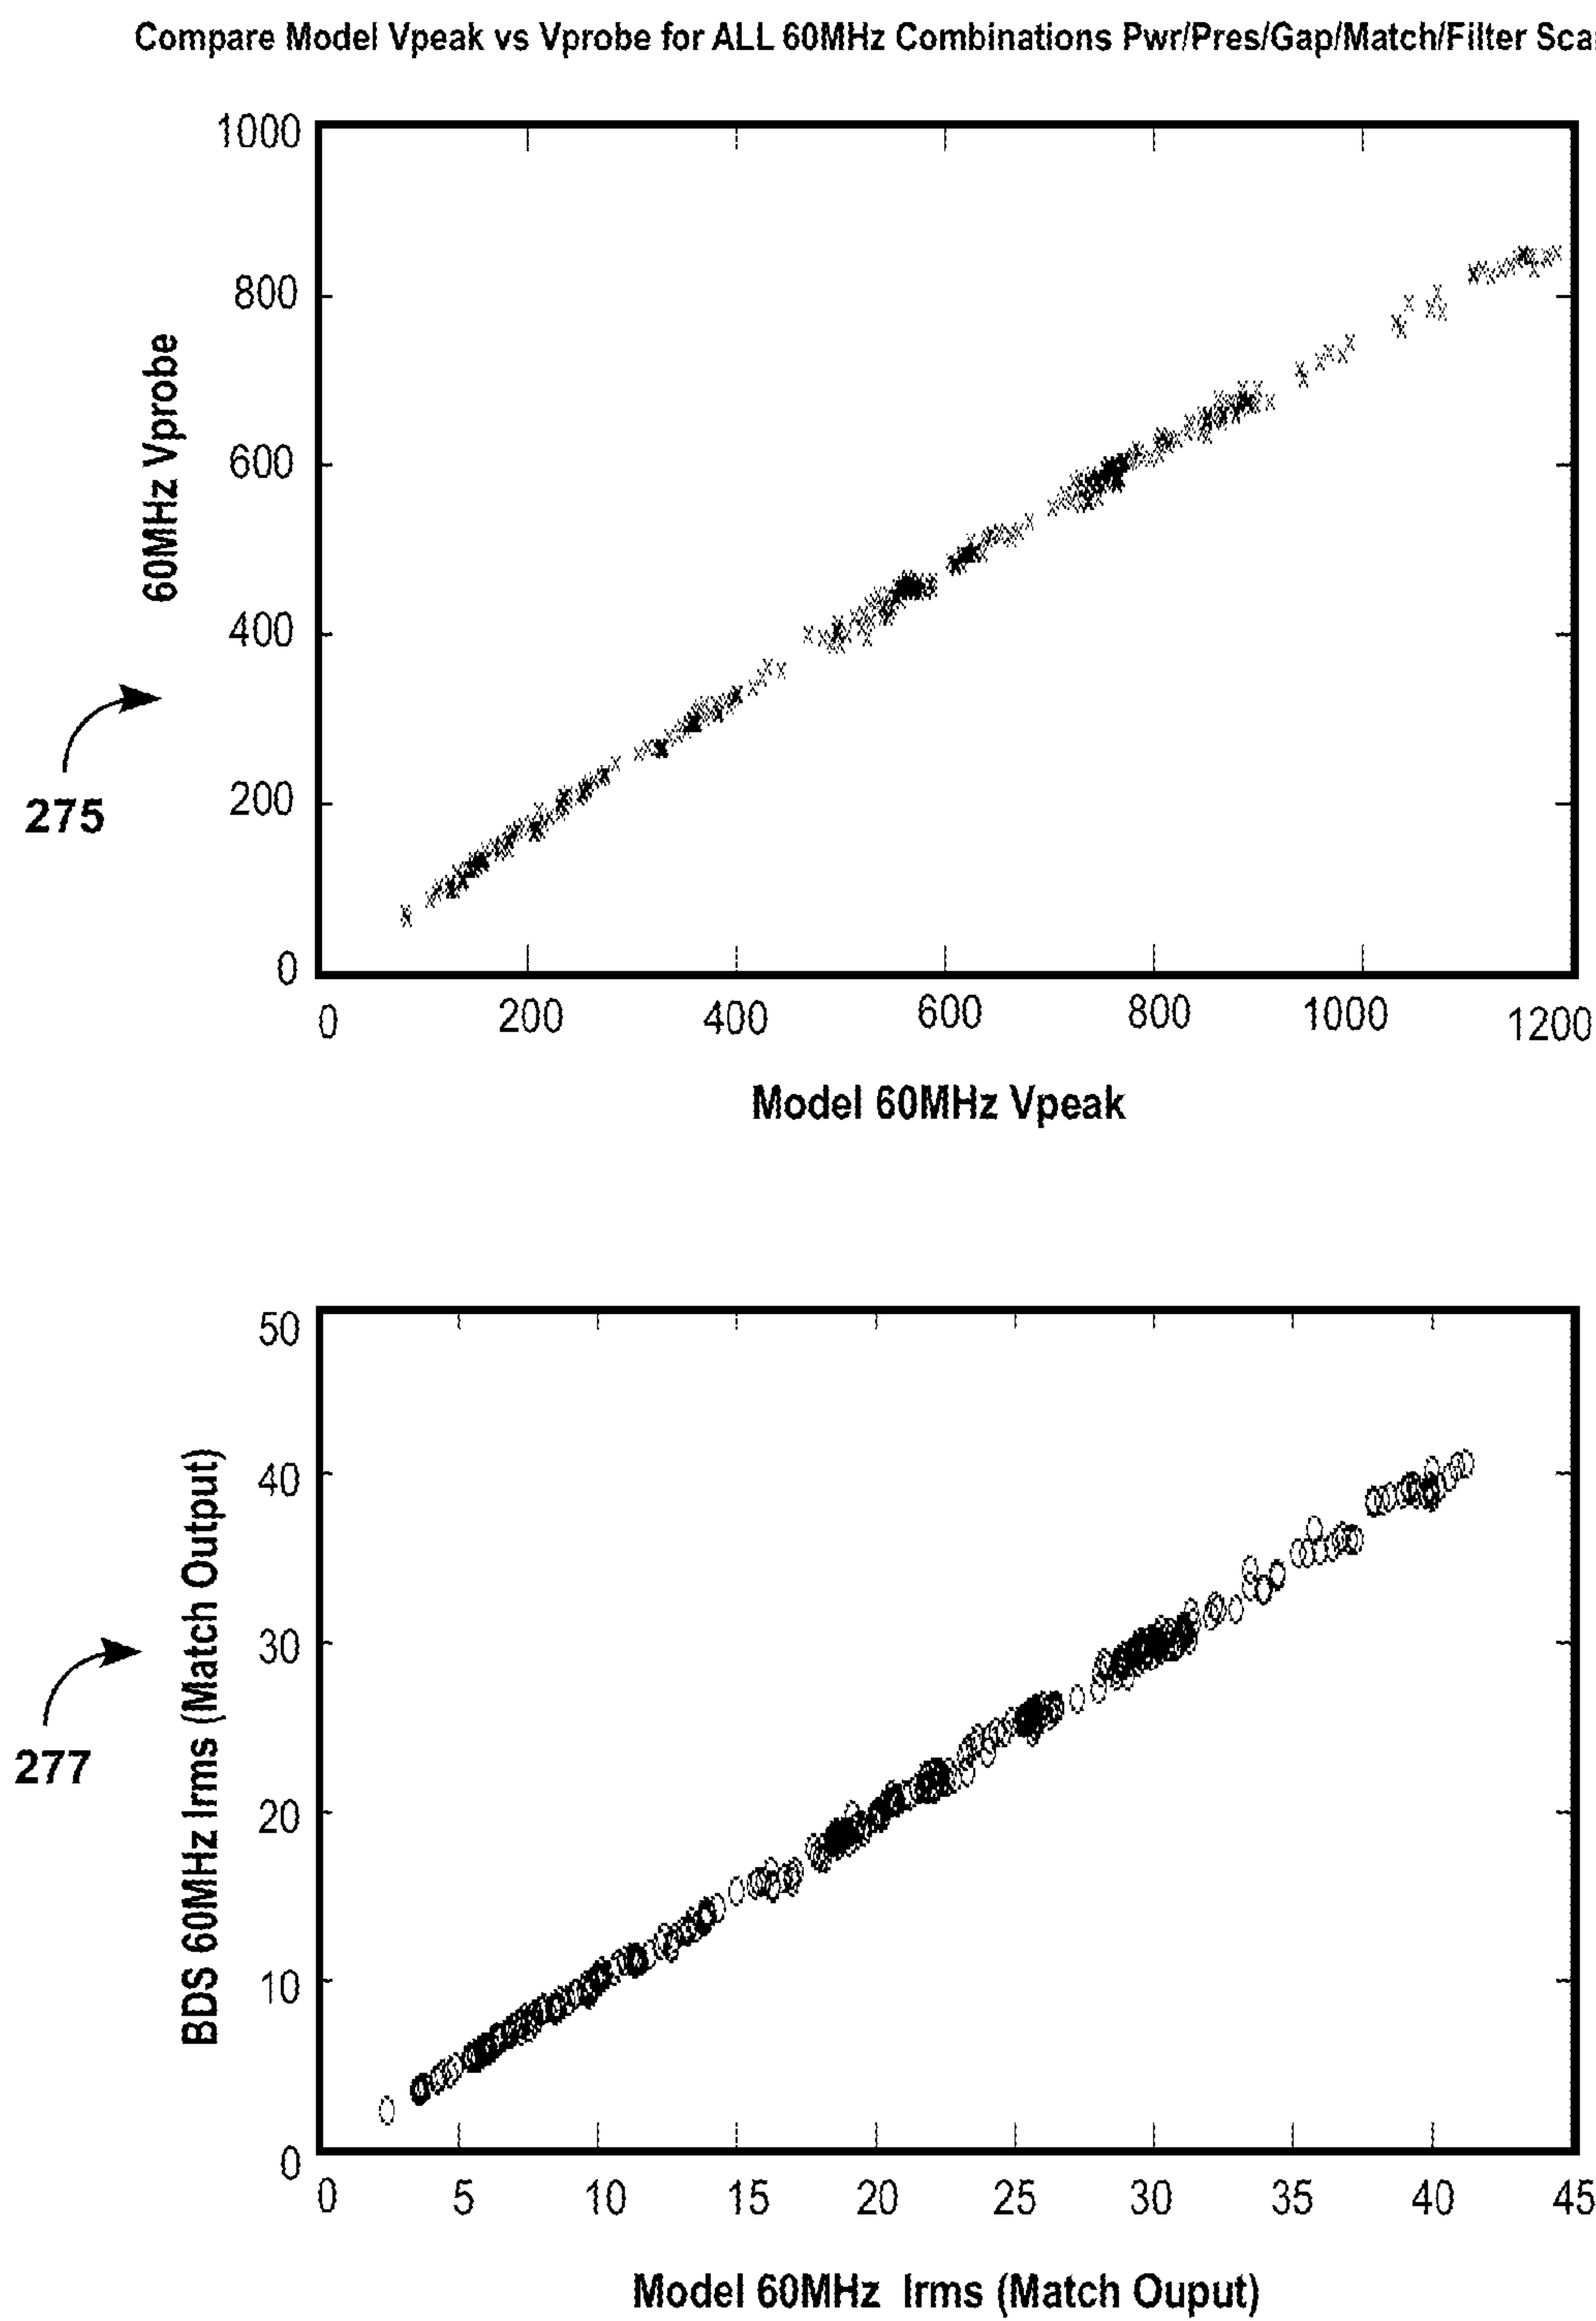 Compare Model Vpeak vs Vprobe for ALL 60MHz Combinations Pwr/Pres/Gap/Match/Filter Sca
1000
800
600
400
200
0
60MHz Vprobe
275
0 200 400 600 800 1000 1200
Model 60MHz Vpeak
50
40
30
20
10
0
BDS 60MHz Irms (Match Output)
277
0 5 10 15 20 25 30 35 40 45
Model 60MHz Irms (Match Ouput)